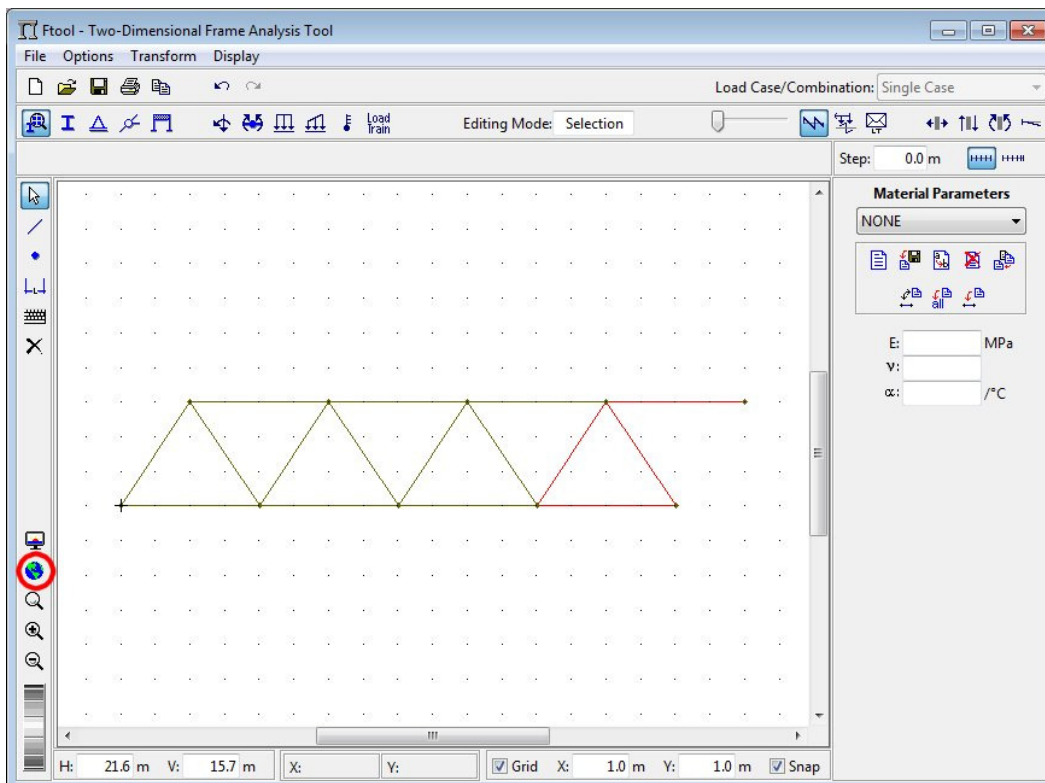 Ftool - Two-Dimensional Frame Analysis Tool
File Options Transform Display
Load Case/Combination: Single Case
Load Train
Editing Mode: Selection
Step: 0.0 m
Material Parameters
NONE
all
E: MPa
ν:
α: /°C
H: 21.6 m V: 15.7 m X: Y: Grid X: 1.0 m Y: 1.0 m Snap